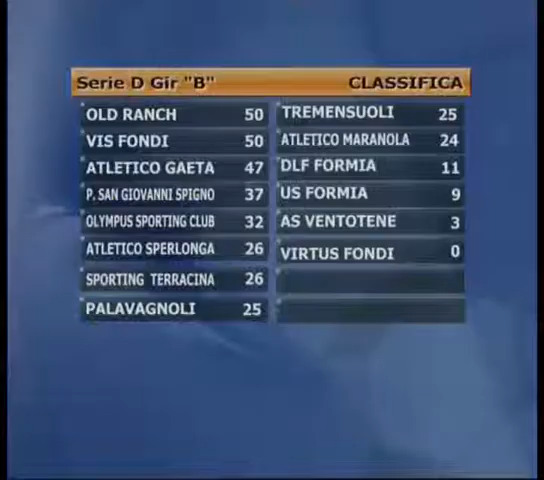 Serie D Gir "B" CLASSIFICA
OLD RANCH 50
VIS FONDI 50
ATLETICO GAETA 47
P. SAN GIOVANNI SPIGNO 37
OLYMPUS SPORTING CLUB 32
ATLETICO SPERLONGA 26
SPORTING TERRACINA 26
PALAVAGNOLI 25
TREMENSUOLI 25
ATLETICO MARANOLA 24
DLF FORMIA 11
US FORMIA 9
AS VENTOTENE 3
VIRTUS FONDI 0